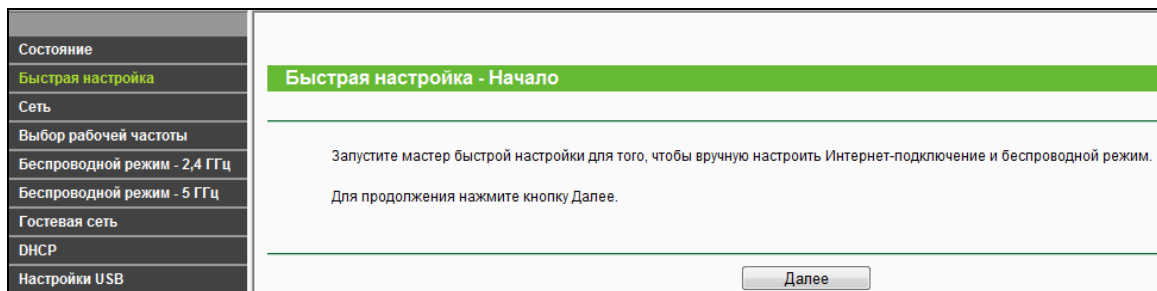 Состояние
Быстрая настройка
Сеть
Выбор рабочей частоты
Беспроводной режим - 2,4 ГГц
Беспроводной режим - 5 ГГц
Гостевая сеть
DHCP
Настройки USB
Быстрая настройка - Начало
Запустите мастер быстрой настройки для того, чтобы вручную настроить Интернет-подключение и беспроводной режим.
Для продолжения нажмите кнопку Далее.
Далее